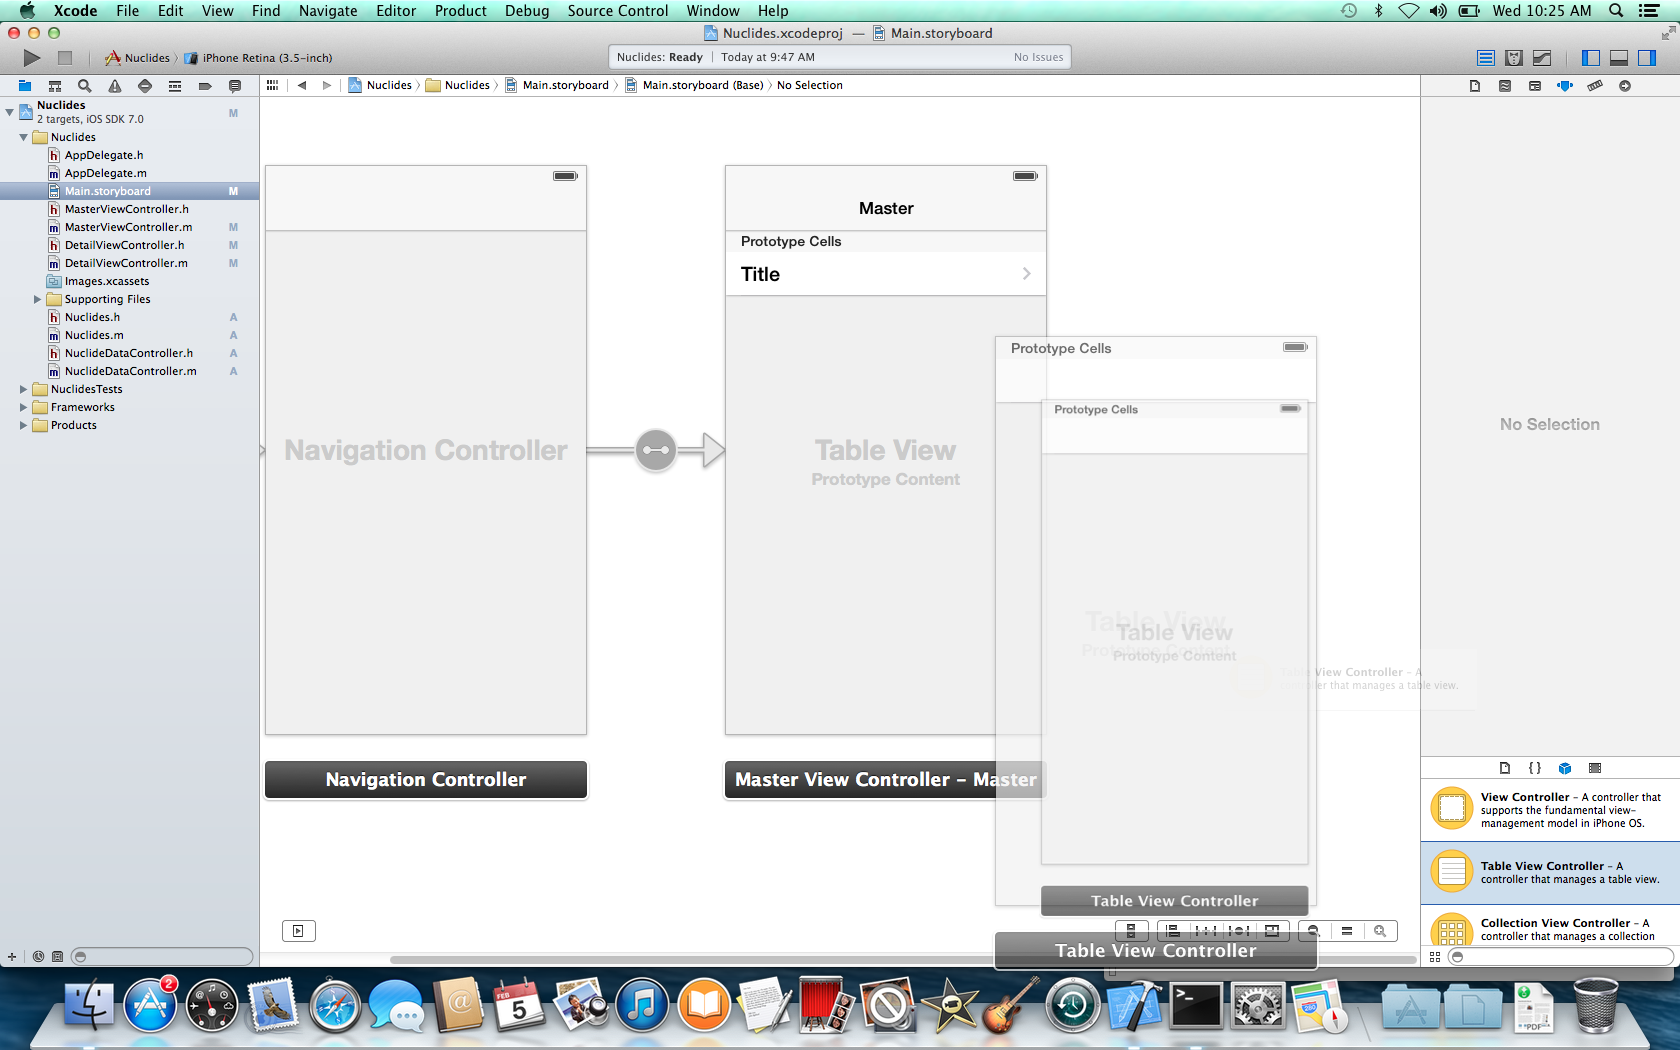 Xcode File Edit View Find Navigate Editor Product Debug Source Control Window Help Wed 10:25 AM
Nuclides.xcodeproj — Main.storyboard
Nuclides iPhone Retina (3.5-inch) Nuclides: Ready Today at 9:47 AM No Issues
Nuclides Nuclides Main.storyboard Main.storyboard (Base) No Selection
Nuclides M
2 targets, iOS SDK 7.0
Nuclides
AppDelegate.h
AppDelegate.m
Main.storyboard M
MasterViewController.h
MasterViewController.m M
DetailViewController.h M
DetailViewController.m M
Images.xcassets
Supporting Files
Nuclides.h A
Nuclides.m A
NuclideDataController.h A
NuclideDataController.m A
NuclidesTests
Frameworks
Products
Navigation Controller
Navigation Controller
Master
Prototype Cells
Title
Table View
Prototype Content
Master View Controller – Master
Prototype Cells
Prototype Cells
Table View
Prototype Content
Table View
Prototype Content
Table View Controller
Table View Controller
Table View Controller – A
controller that manages a table view.
No Selection
View Controller – A controller that
supports the fundamental view-
management model in iPhone OS.
Table View Controller – A
controller that manages a table view.
Collection View Controller – A
controller that manages a collection
2
FEB
5
PDF